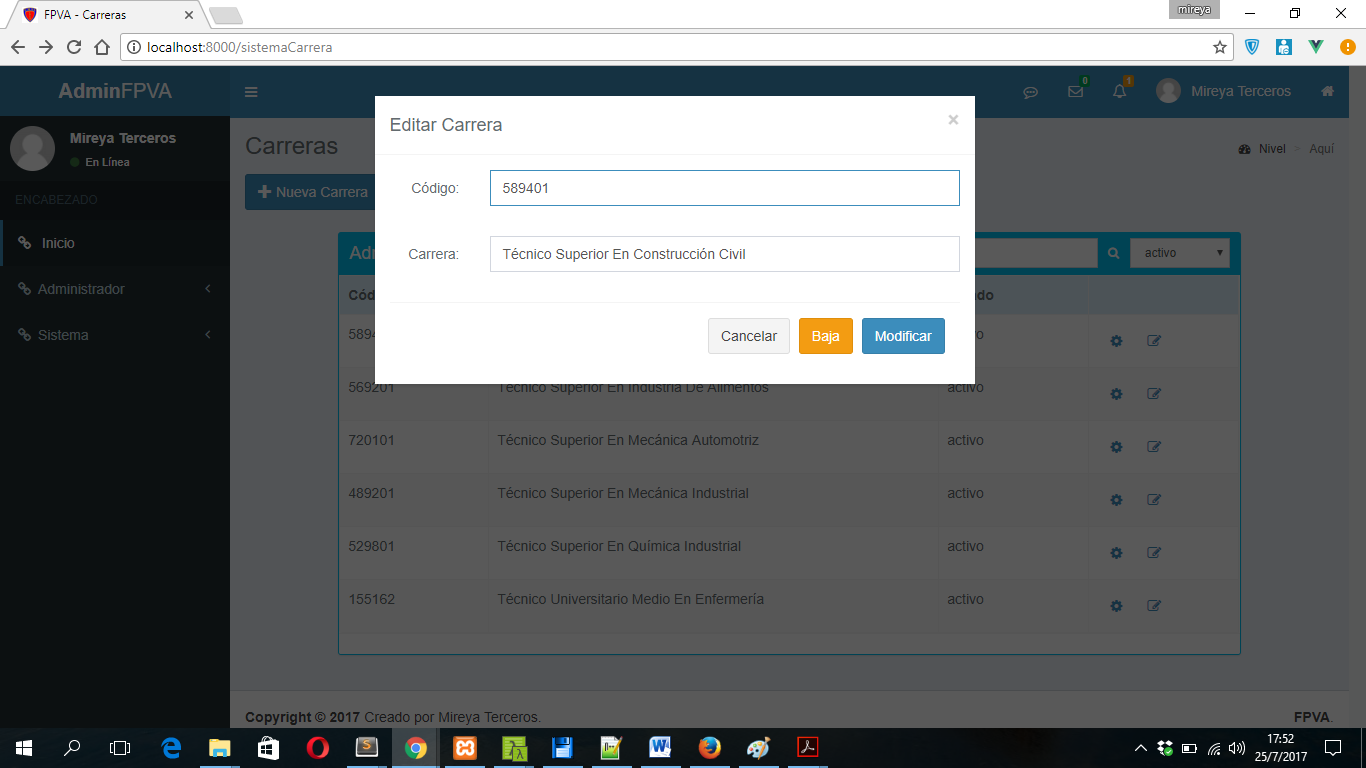 FPVA - Carreras
mireya
localhost:8000/sistemaCarrera
AdminFPVA
0
1
Mireya Terceros
Mireya Terceros
En Línea
ENCABEZADO
Inicio
Administrador
Sistema
Carreras
Nivel > Aquí
Nueva Carrera
Editar Carrera ×
Código: 589401
Carrera: Técnico Superior En Construcción Civil
Cancelar Baja Modificar
activo
569201 Técnico Superior En Industria De Alimentos activo
720101 Técnico Superior En Mecánica Automotriz activo
489201 Técnico Superior En Mecánica Industrial activo
529801 Técnico Superior En Química Industrial activo
155162 Técnico Universitario Medio En Enfermería activo
Copyright © 2017 Creado por Mireya Terceros. FPVA.
17:52
25/7/2017